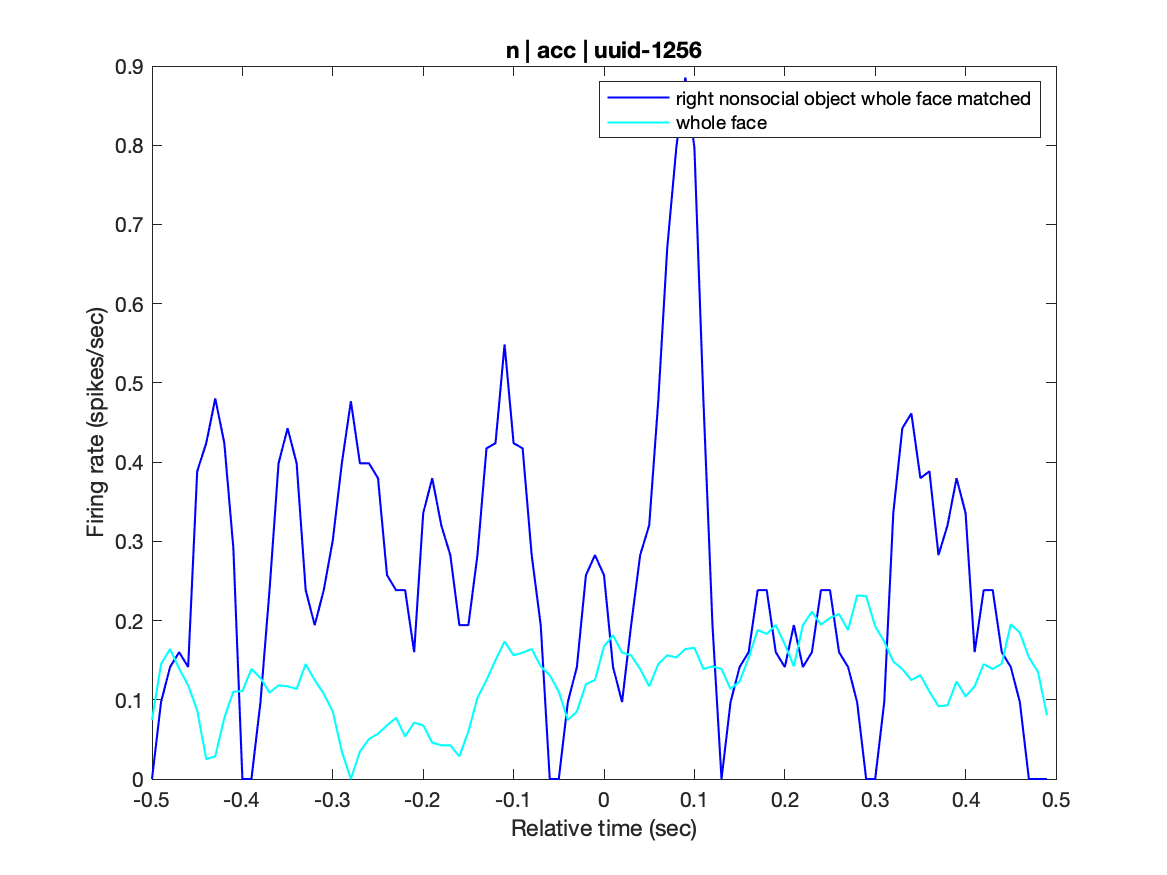 n | acc | uuid-1256
right nonsocial object whole face matched
whole face
Firing rate (spikes/sec)
0.9
0.8
0.7
0.6
0.5
0.4
0.3
0.2
0.1
0
-0.5 -0.4 -0.3 -0.2 -0.1 0 0.1 0.2 0.3 0.4 0.5
Relative time (sec)